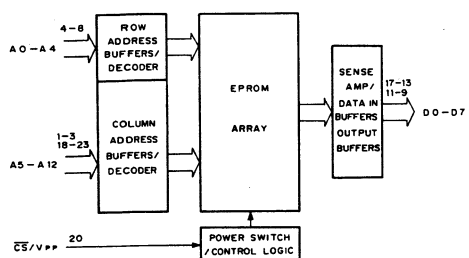 4-8
A0-A4
ROW
ADDRESS
BUFFERS/
DECODER
1-3
18-23
A5-A12
COLUMN
ADDRESS
BUFFERS/
DECODER
EPROM
ARRAY
SENSE
AMP/
DATA IN
BUFFERS
OUTPUT
BUFFERS
17-13
11-9
D0-D7
CS/VPP
20
POWER SWITCH
/CONTROL LOGIC